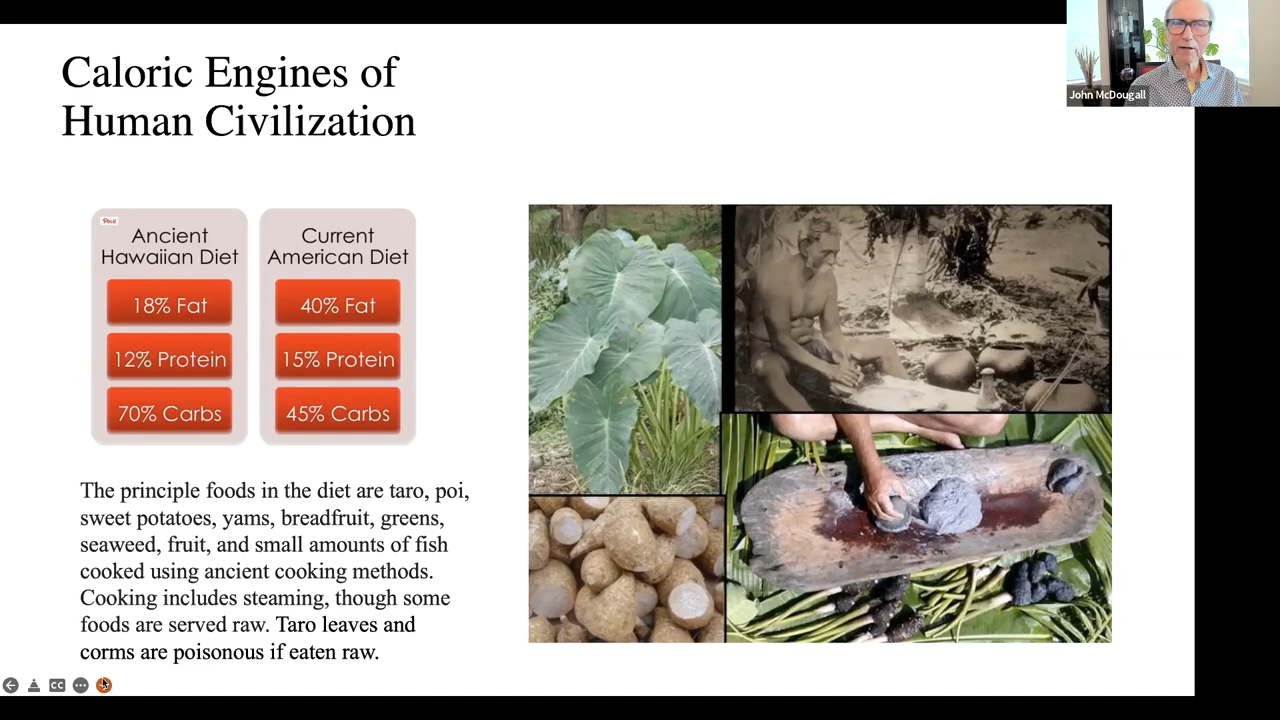 Caloric Engines of
Human Civilization
John McDougall
Pin it
Ancient
Hawaiian Diet
18% Fat
12% Protein
70% Carbs
Current
American Diet
40% Fat
15% Protein
45% Carbs
The principle foods in the diet are taro, poi,
sweet potatoes, yams, breadfruit, greens,
seaweed, fruit, and small amounts of fish
cooked using ancient cooking methods.
Cooking includes steaming, though some
foods are served raw. Taro leaves and
corms are poisonous if eaten raw.
CC